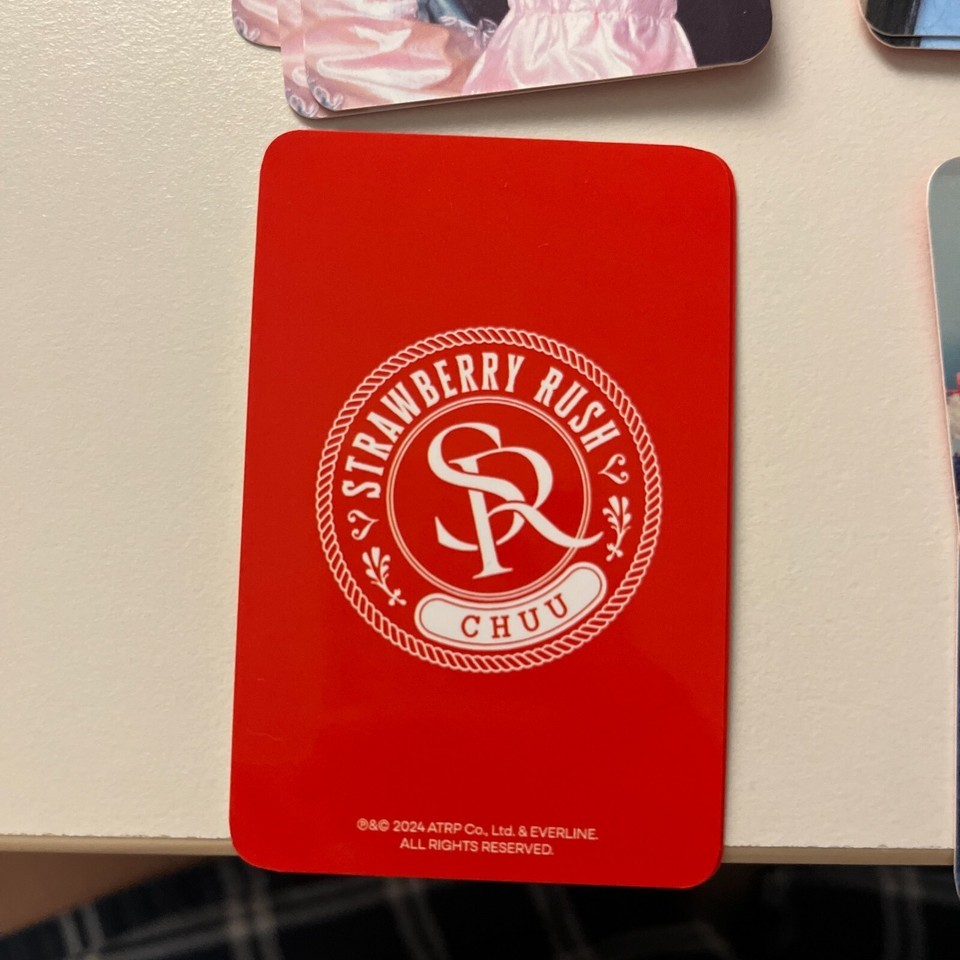 STRAWBERRY RUSH
SR
CHUU
℗&© 2024 ATRP Co., Ltd. & EVERLINE.
ALL RIGHTS RESERVED.